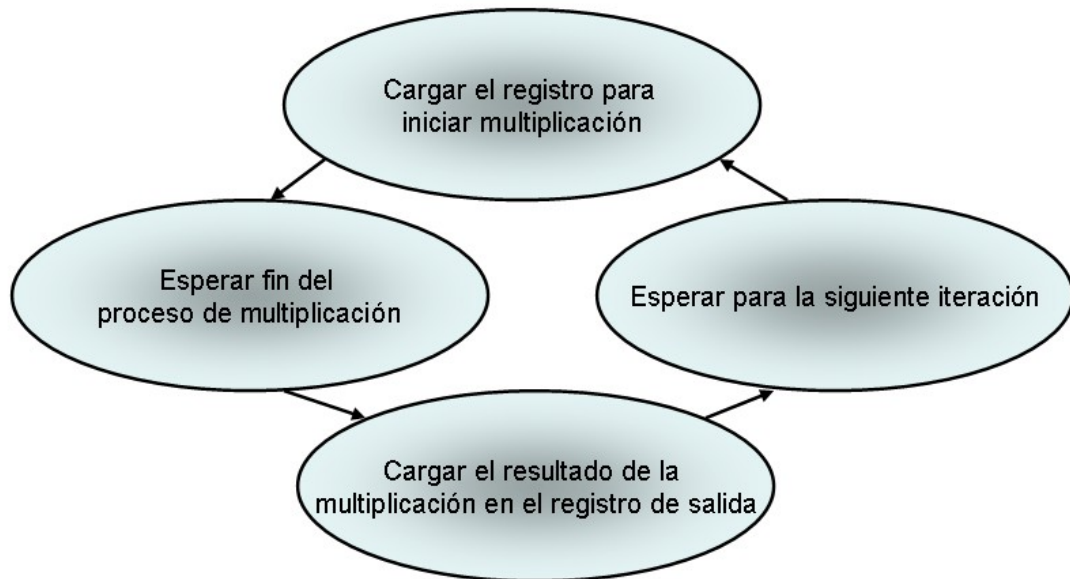 Cargar el registro para
iniciar multiplicación
Esperar fin del
proceso de multiplicación
Esperar para la siguiente iteración
Cargar el resultado de la
multiplicación en el registro de salida